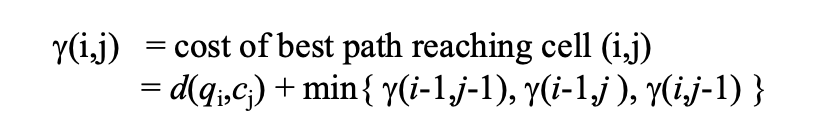 γ(i,j) = cost of best path reaching cell (i,j)
= d(qᵢ,cⱼ) + min{ γ(i-1,j-1), γ(i-1,j ), γ(i,j-1) }